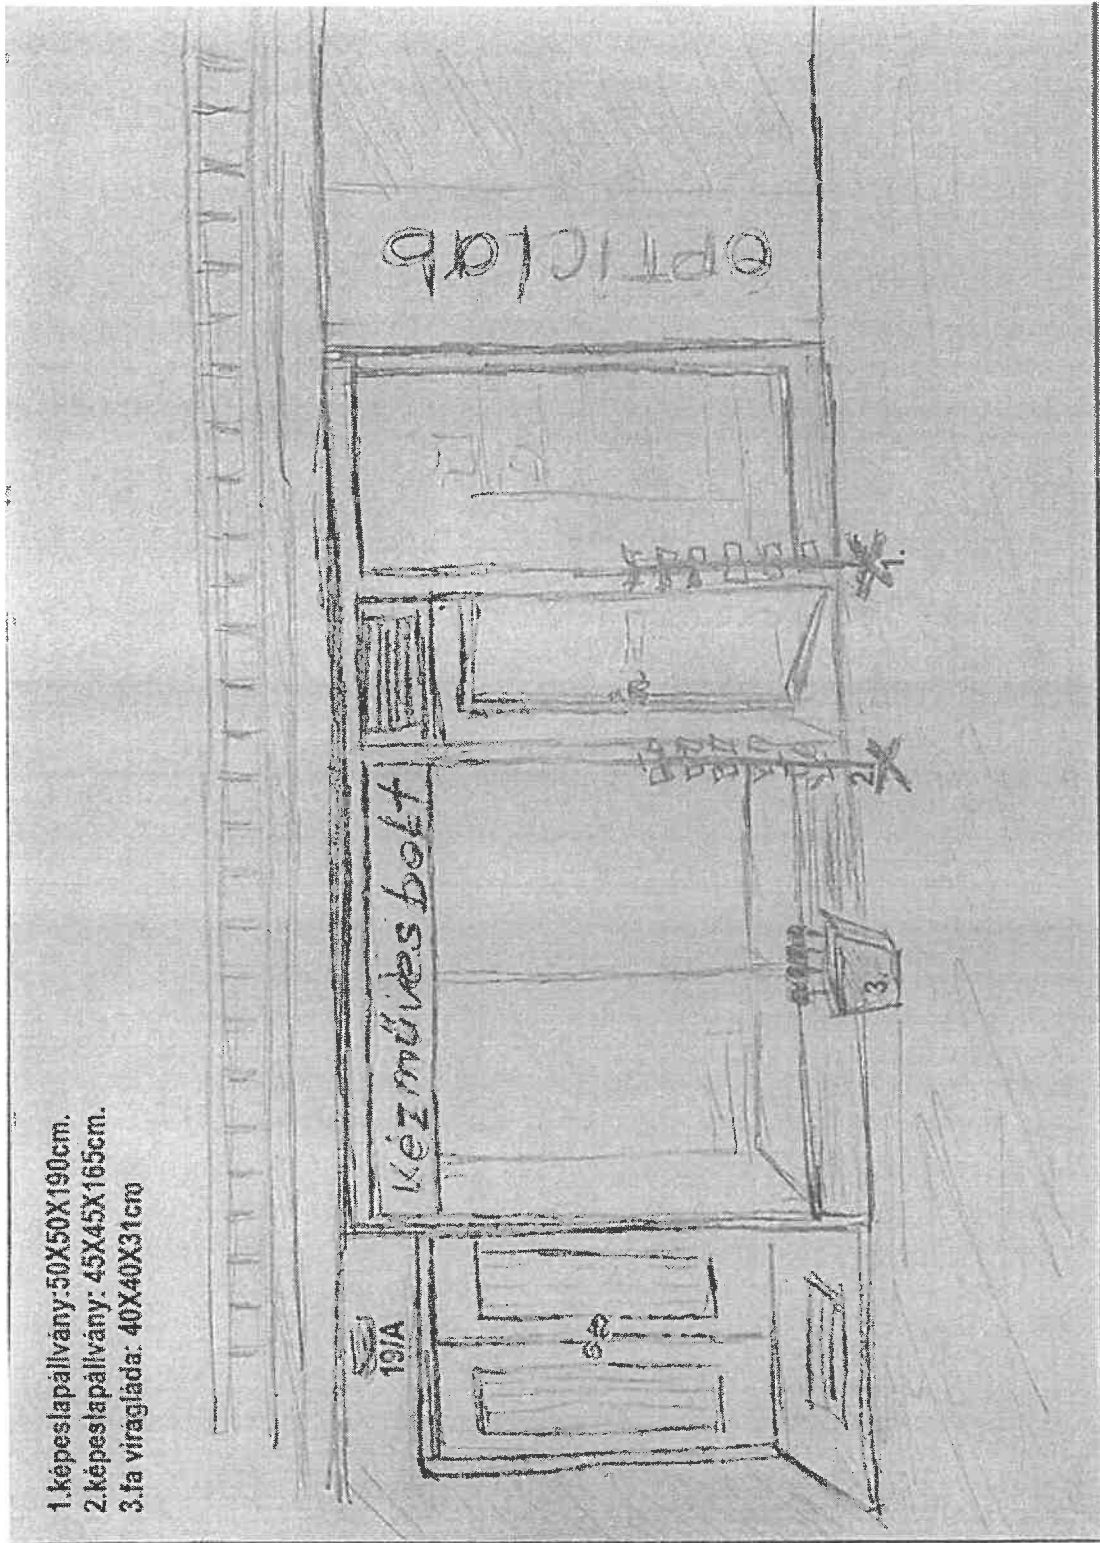 1.képeslapállvány:50X50X190cm.
2.képeslapállvány: 45X45X165cm.
3.fa virágláda: 40X40X31cm
19/A
Kézműves bolt
OPTICLAb
3.
2.
1.